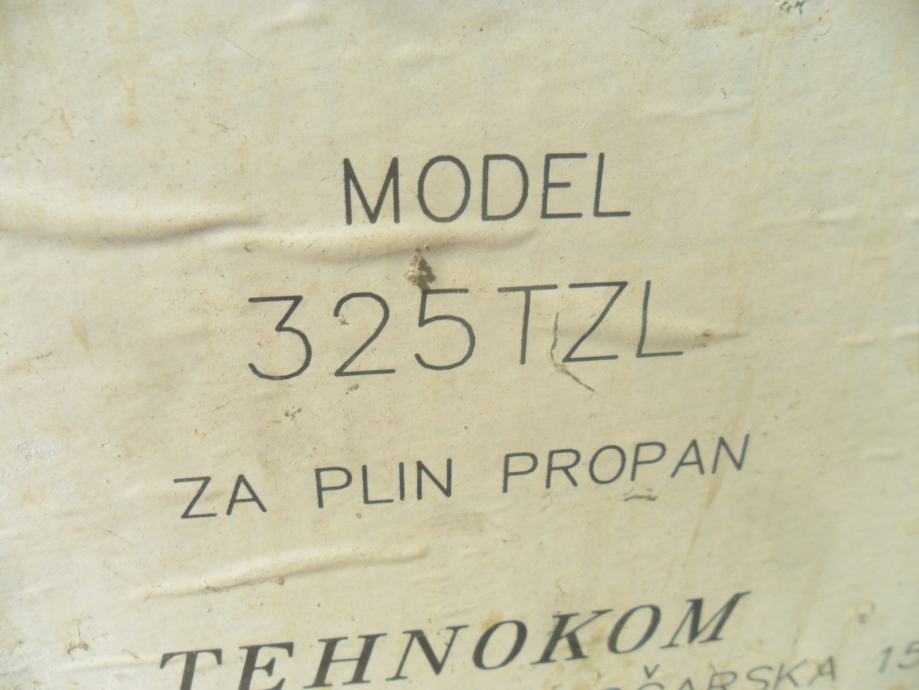 MODEL
325TZL
ZA PLIN PROPAN
TEHNOKOM